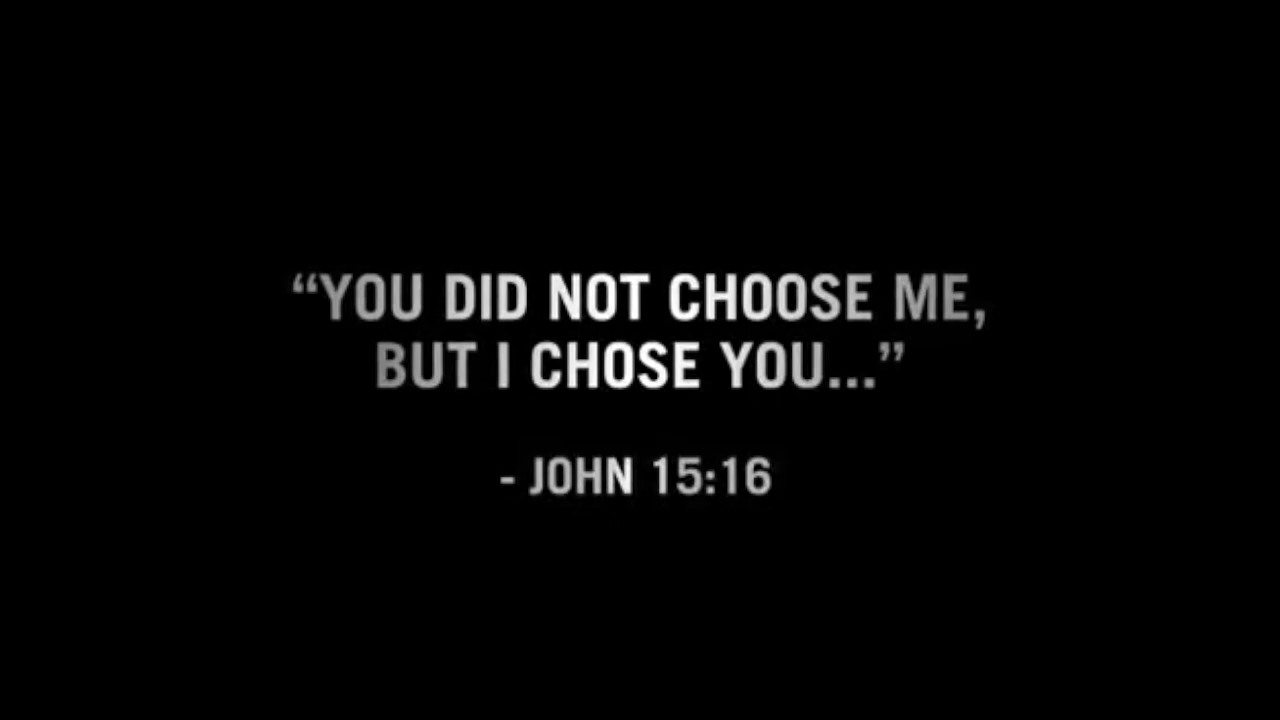 “YOU DID NOT CHOOSE ME,
BUT I CHOSE YOU...”
- JOHN 15:16